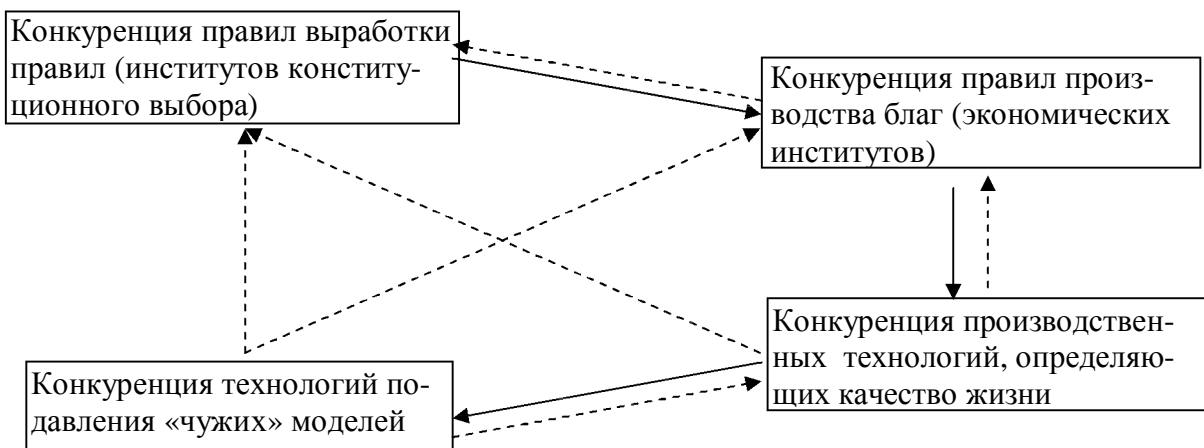 Конкуренция правил выработки
правил (институтов конститу-
ционного выбора)
Конкуренция правил произ-
водства благ (экономических
институтов)
Конкуренция технологий по-
давления «чужих» моделей
Конкуренция производствен-
ных технологий, определяю-
щих качество жизни